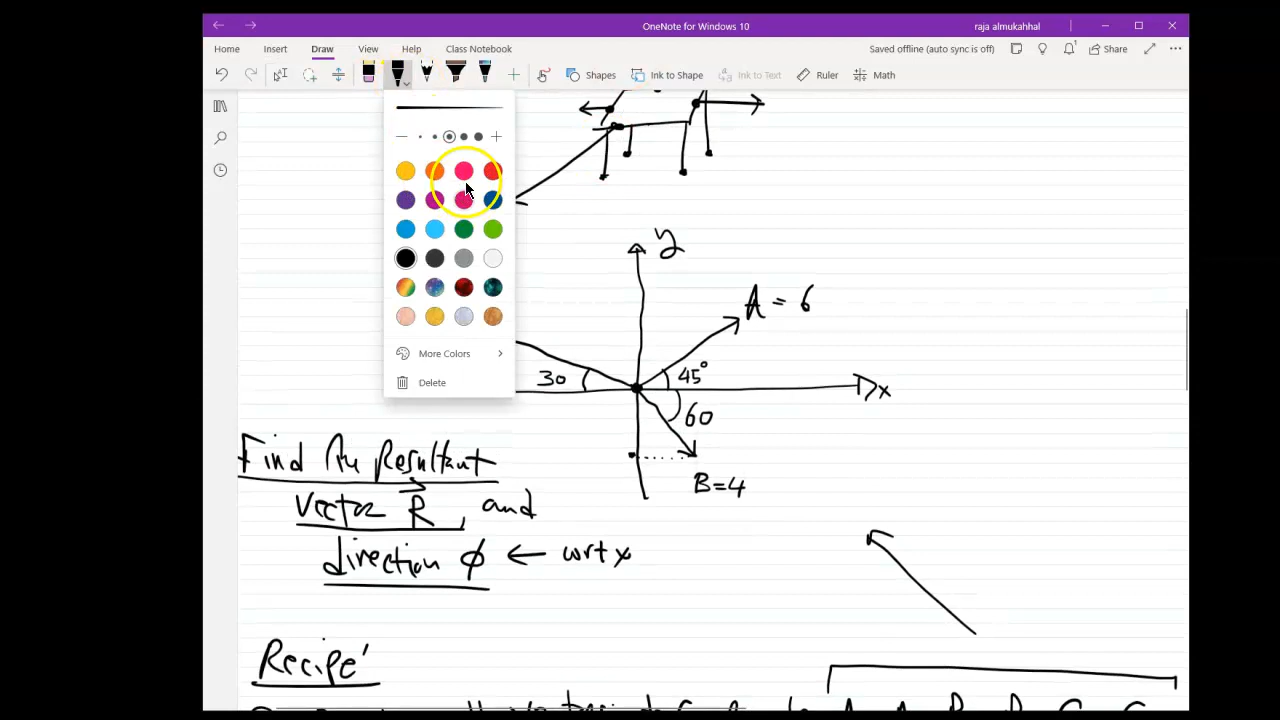 OneNote for Windows 10
raja almukahhal
Home Insert Draw View Help Class Notebook
Saved offline (auto sync is off) Share
Shapes Ink to Shape Ink to Text Ruler Math
More Colors
Delete
y
A = 6
30 45°
x
60
B=4
Find the Resultant
Vector R, and
direction φ ← wrt x
Recipe'